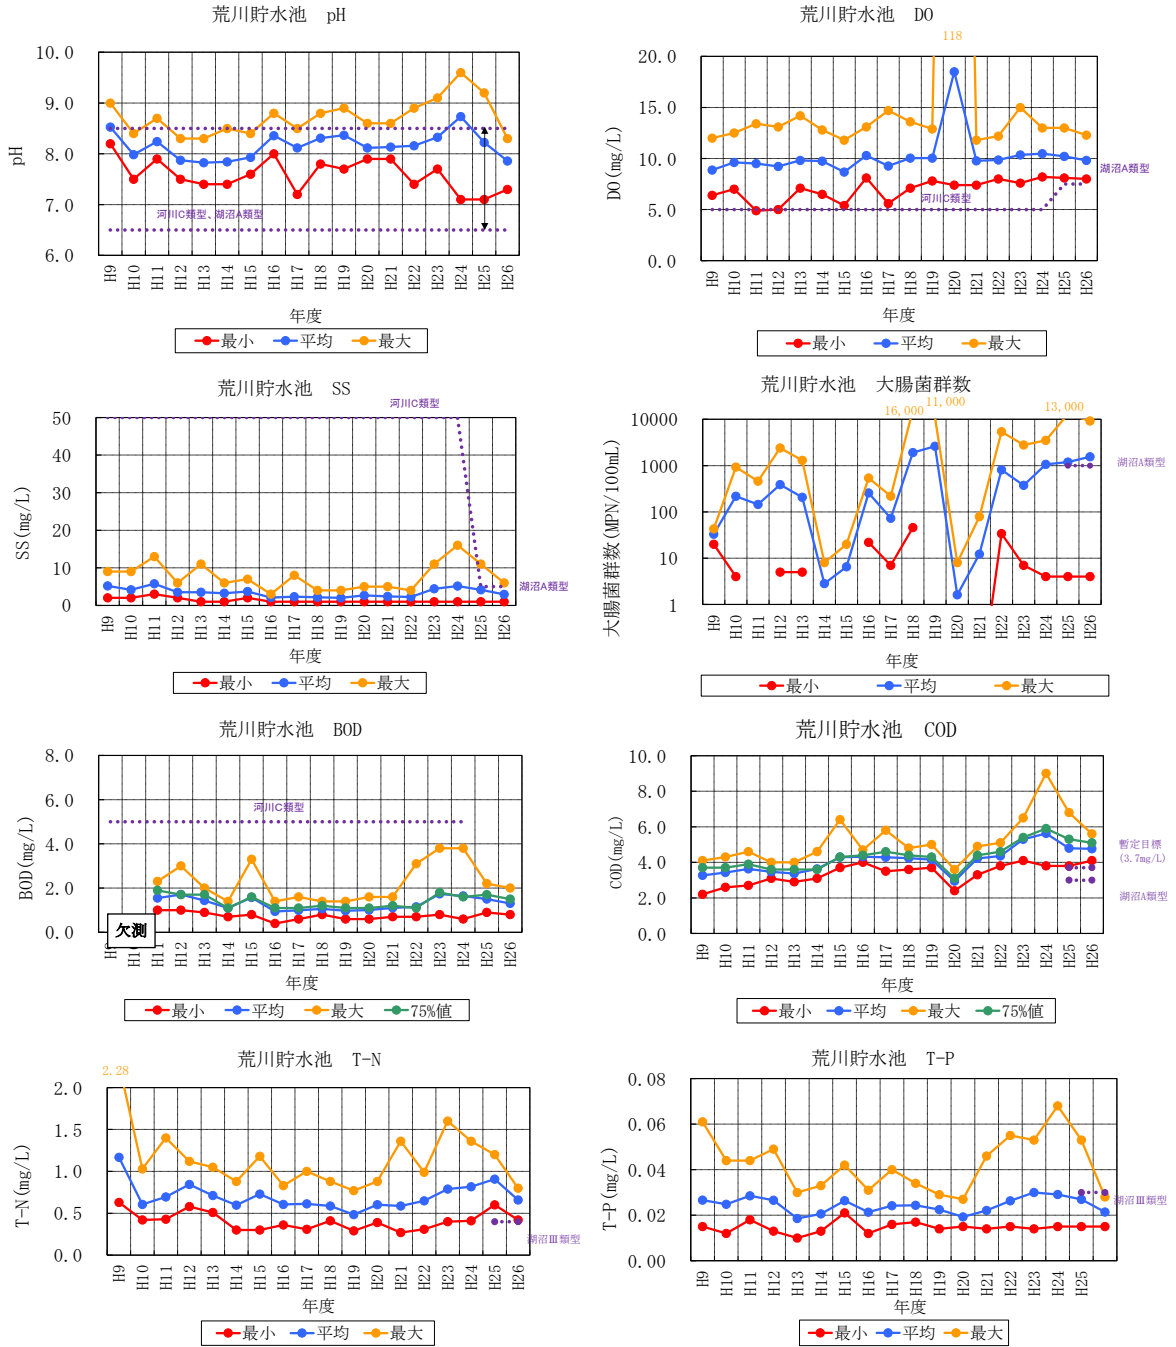 荒川貯水池　pH
10.0
9.0
8.0
7.0
6.0
pH
河川C類型、湖沼A類型
H9 H10 H11 H12 H13 H14 H15 H16 H17 H18 H19 H20 H21 H22 H23 H24 H25 H26
年度
最小 平均 最大
荒川貯水池　DO
118
20.0
15.0
10.0
5.0
0.0
DO(mg/L)
湖沼A類型
河川C類型
H9 H10 H11 H12 H13 H14 H15 H16 H17 H18 H19 H20 H21 H22 H23 H24 H25 H26
年度
最小 平均 最大
荒川貯水池　SS
河川C類型
50
40
30
20
10
0
SS(mg/L)
湖沼A類型
H9 H10 H11 H12 H13 H14 H15 H16 H17 H18 H19 H20 H21 H22 H23 H24 H25 H26
年度
最小 平均 最大
荒川貯水池　大腸菌群数
16,000 11,000 13,000
10000
1000
100
10
1
大腸菌群数(MPN/100mL)
湖沼A類型
H9 H10 H11 H12 H13 H14 H15 H16 H17 H18 H19 H20 H21 H22 H23 H24 H25 H26
年度
最小 平均 最大
荒川貯水池　BOD
8.0
6.0
4.0
2.0
0.0
BOD(mg/L)
河川C類型
欠測
H11 H12 H13 H14 H15 H16 H17 H18 H19 H20 H21 H22 H23 H24 H25 H26
年度
最小 平均 最大 75%値
荒川貯水池　COD
10.0
8.0
6.0
4.0
2.0
0.0
COD(mg/L)
暫定目標
(3.7mg/L)
湖沼A類型
H9 H10 H11 H12 H13 H14 H15 H16 H17 H18 H19 H20 H21 H22 H23 H24 H25 H26
年度
最小 平均 最大 75%値
荒川貯水池　T-N
2.28
2.0
1.5
1.0
0.5
0.0
T-N(mg/L)
湖沼Ⅲ類型
H9 H10 H11 H12 H13 H14 H15 H16 H17 H18 H19 H20 H21 H22 H23 H24 H25 H26
年度
最小 平均 最大
荒川貯水池　T-P
0.08
0.06
0.04
0.02
0.00
T-P(mg/L)
湖沼Ⅲ類型
H9 H10 H11 H12 H13 H14 H15 H16 H17 H18 H19 H20 H21 H22 H23 H24 H25
年度
最小 平均 最大